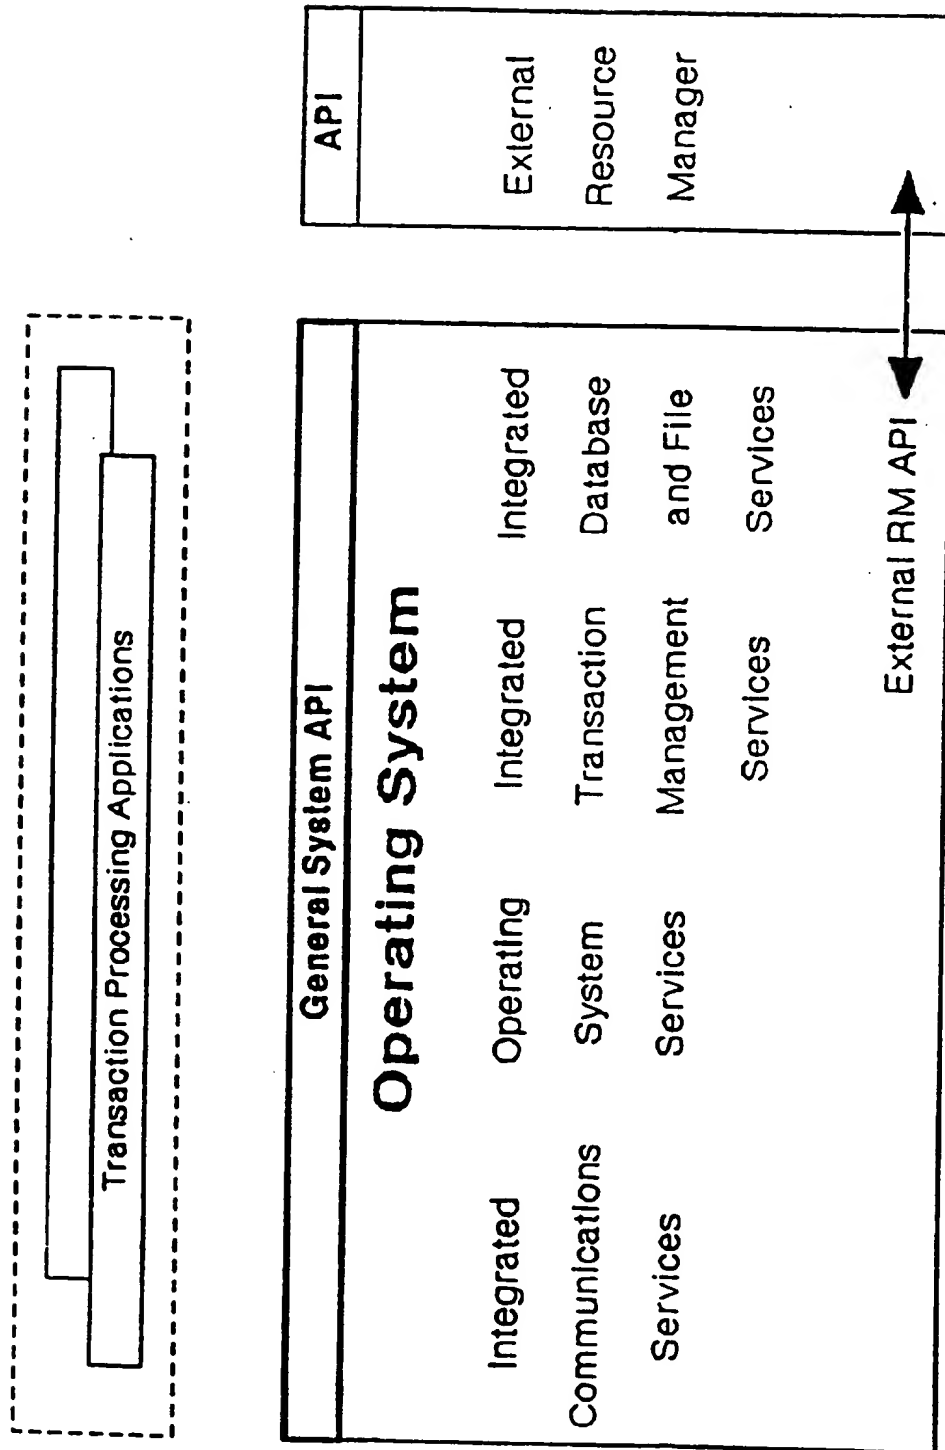 Transaction Processing Applications
General System API
Operating System
Integrated
Communications
Services
Operating
System
Services
Integrated
Transaction
Management
Services
Integrated
Database
and File
Services
External RM API
API
External
Resource
Manager